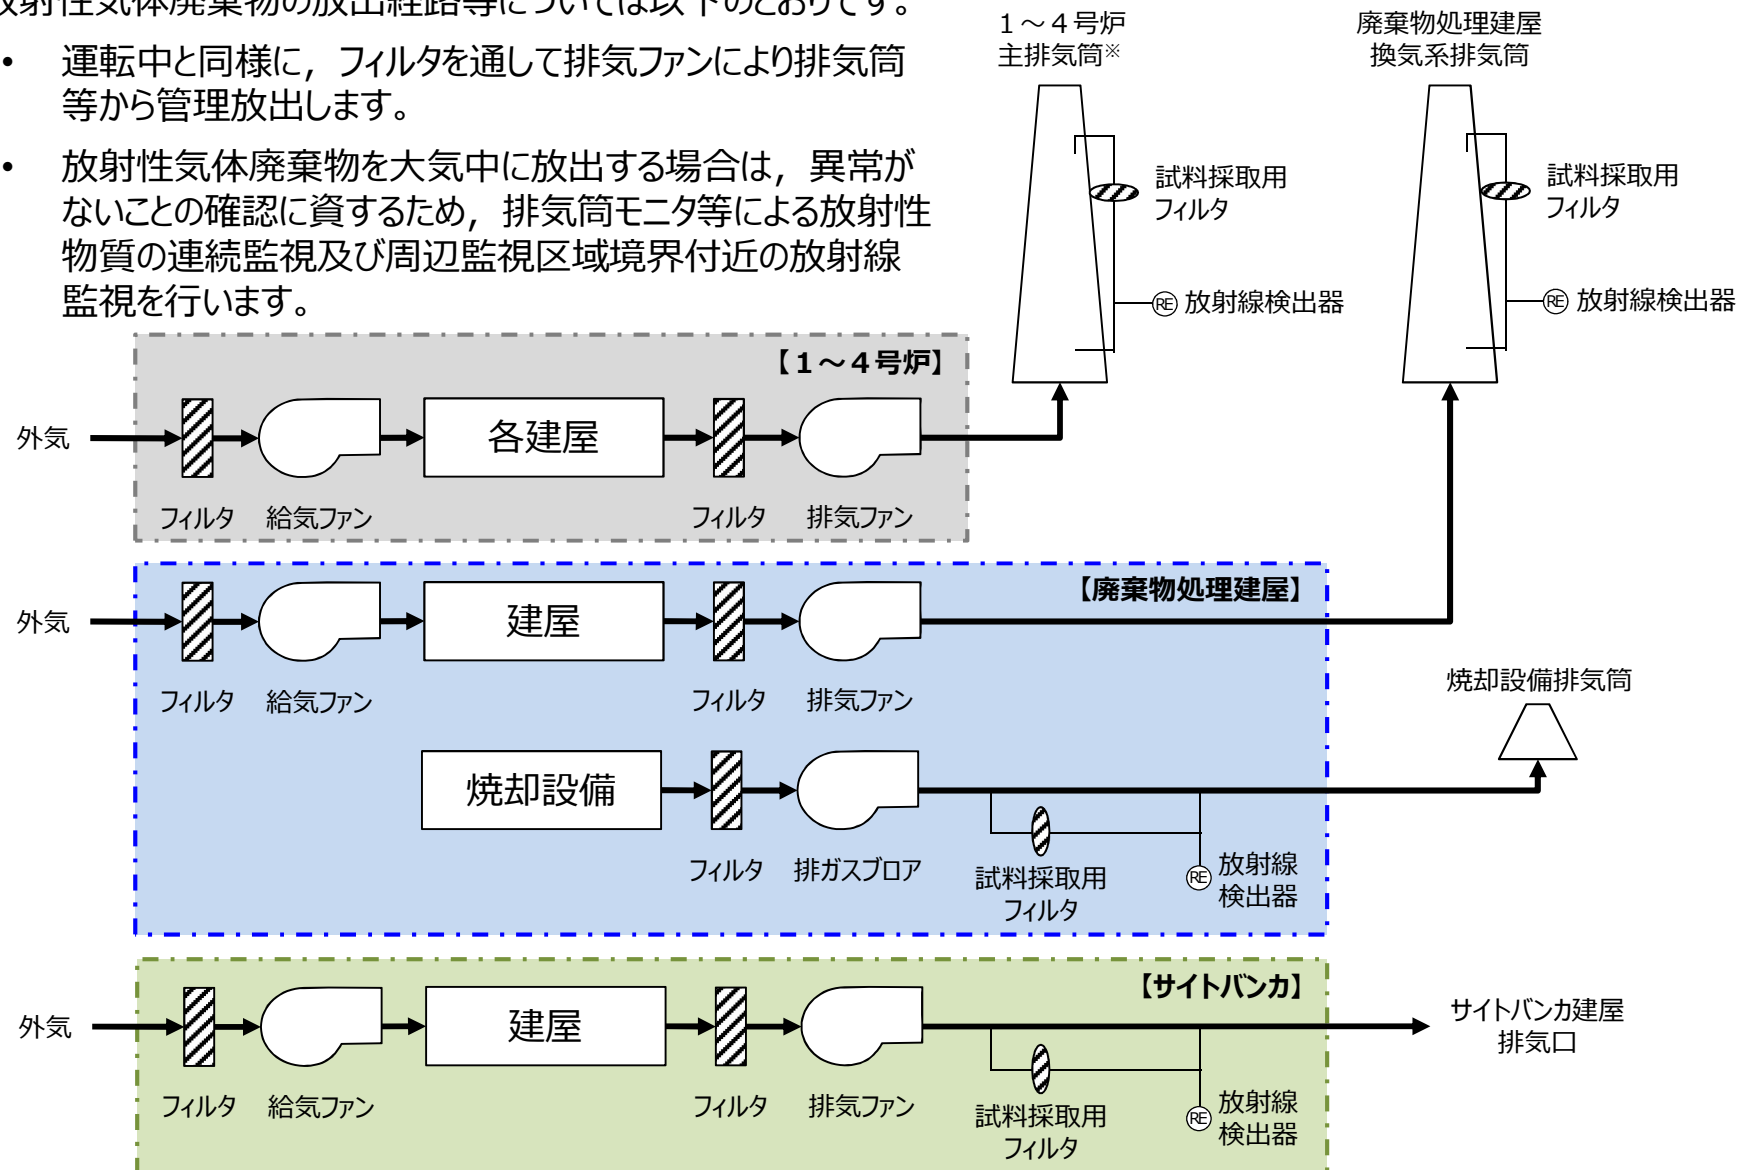 放射性気体廃棄物の放出経路等については以下のとおりです。
• 運転中と同様に，フィルタを通して排気ファンにより排気筒
等から管理放出します。
• 放射性気体廃棄物を大気中に放出する場合は，異常が
ないことの確認に資するため，排気筒モニタ等による放射性
物質の連続監視及び周辺監視区域境界付近の放射線
監視を行います。
１～４号炉
主排気筒※
試料採取用
フィルタ
RE 放射線検出器
廃棄物処理建屋
換気系排気筒
試料採取用
フィルタ
RE 放射線検出器
【１～４号炉】
外気
各建屋
フィルタ
給気ファン
フィルタ
排気ファン
【廃棄物処理建屋】
外気
建屋
フィルタ
給気ファン
フィルタ
排気ファン
焼却設備排気筒
焼却設備
フィルタ
排ガスブロア
試料採取用
フィルタ
RE 放射線
検出器
【サイトバンカ】
外気
建屋
サイトバンカ建屋
排気口
フィルタ
給気ファン
フィルタ
排気ファン
試料採取用
フィルタ
RE 放射線
検出器